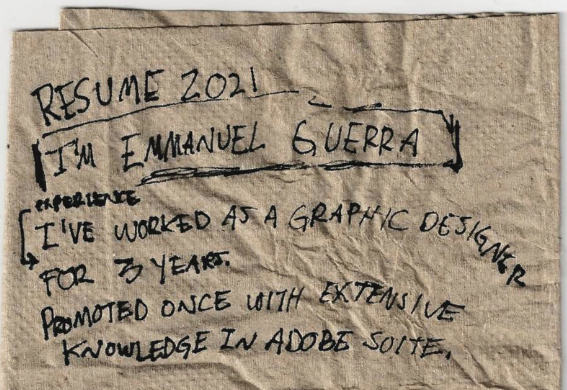 RESUME 2021
I'M EMMANUEL GUERRA
EXPERIENCE
I'VE WORKED AS A GRAPHIC DESIGNER
FOR 3 YEARS.
PROMOTED ONCE WITH EXTENSIVE
KNOWLEDGE IN ADOBE SUITE.